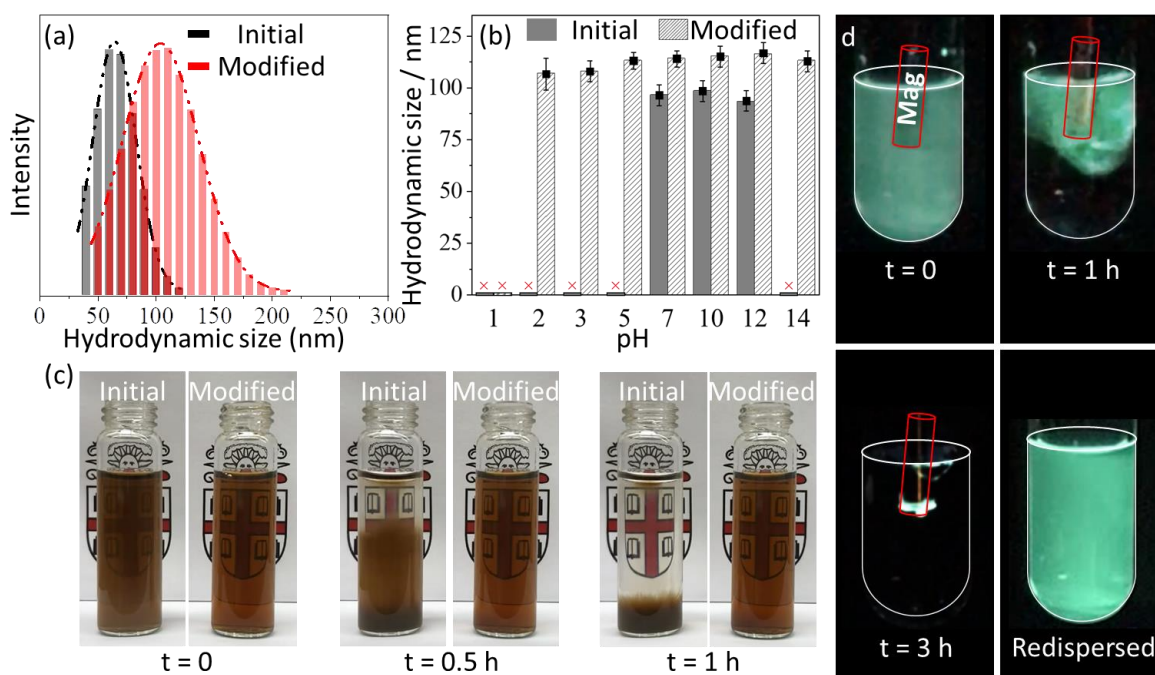 (a)
Initial
Modified
Intensity
0 50 100 150 200 250 300
Hydrodynamic size (nm)
(b)
Initial
Modified
Hydrodynamic size / nm
125
100
75
50
25
0
× × × × × ×
1 2 3 5 7 10 12 14
pH
(c)
Initial Modified
t = 0
Initial Modified
t = 0.5 h
Initial Modified
t = 1 h
d
Mag
t = 0
t = 1 h
t = 3 h
Redispersed